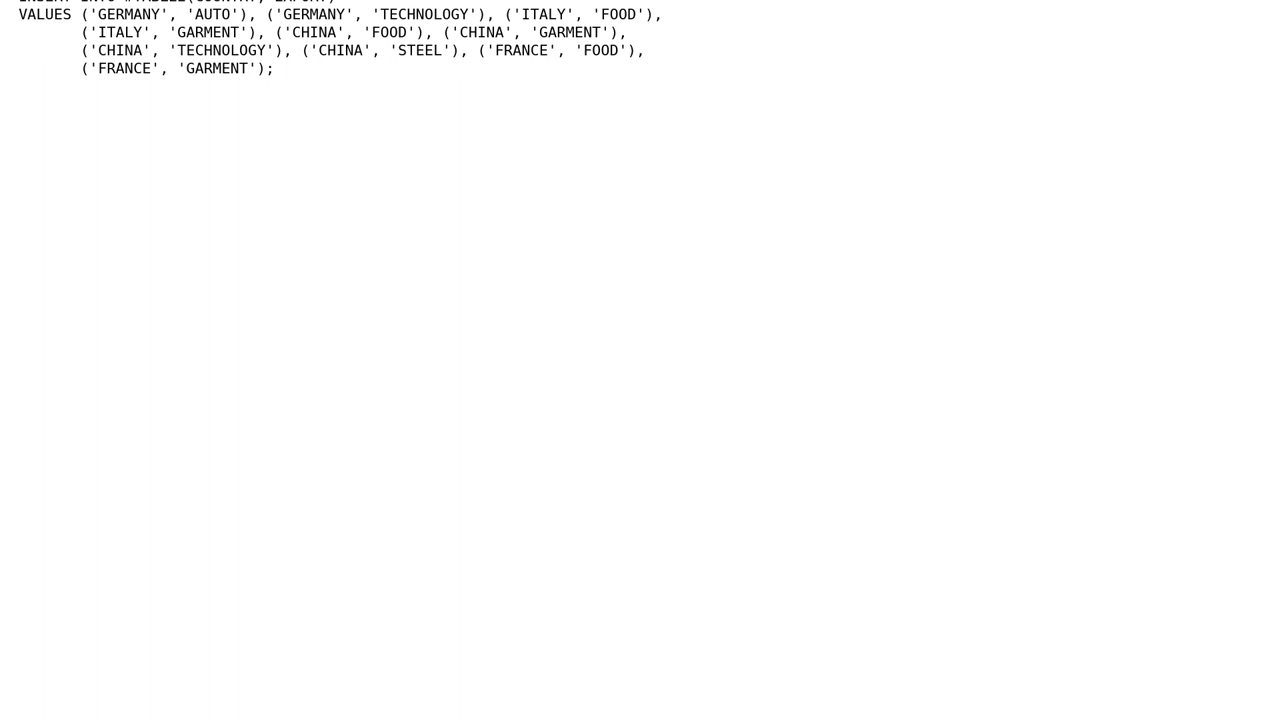 VALUES ('GERMANY', 'AUTO'), ('GERMANY', 'TECHNOLOGY'), ('ITALY', 'FOOD'),
('ITALY', 'GARMENT'), ('CHINA', 'FOOD'), ('CHINA', 'GARMENT'),
('CHINA', 'TECHNOLOGY'), ('CHINA', 'STEEL'), ('FRANCE', 'FOOD'),
('FRANCE', 'GARMENT');